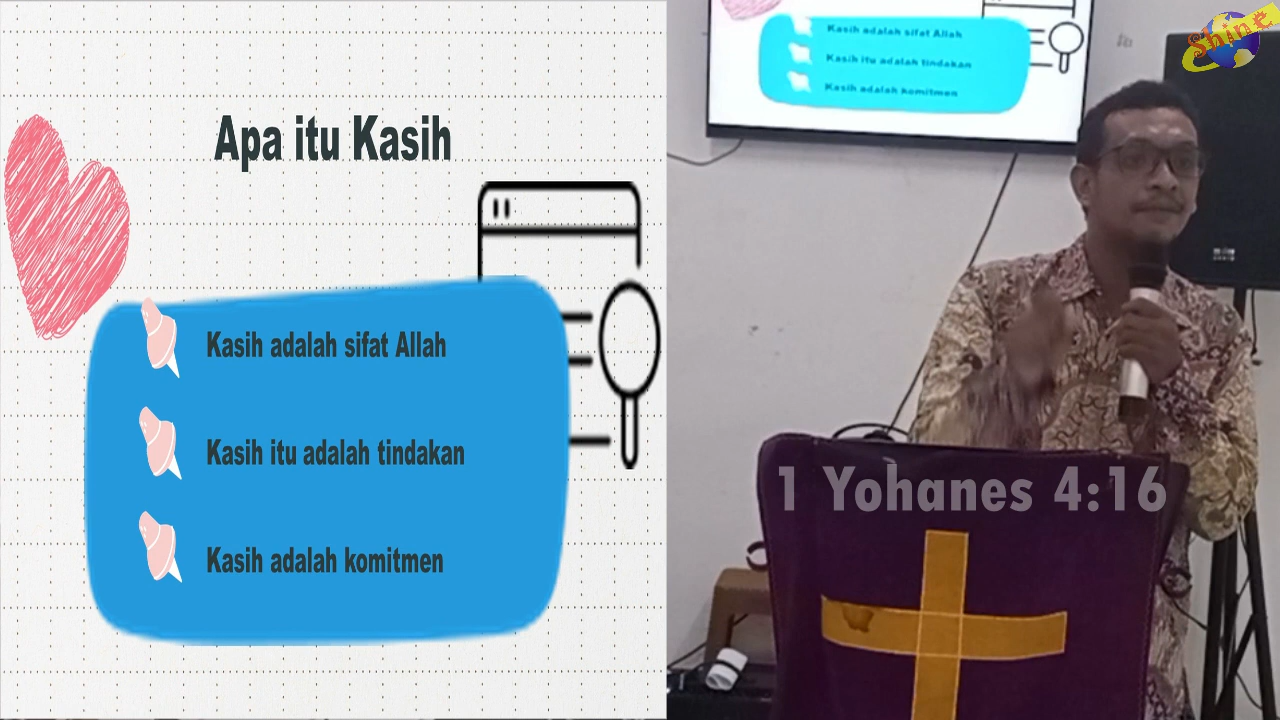 Apa itu Kasih
Kasih adalah sifat Allah
Kasih itu adalah tindakan
Kasih adalah komitmen
Kasih adalah sifat Allah
Kasih itu adalah tindakan
Kasih adalah komitmen
Shine
1 Yohanes 4:16